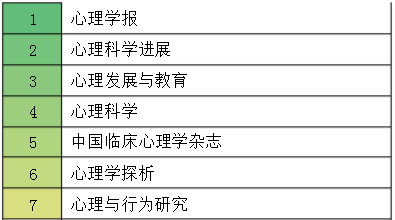 1 心理学报
2 心理科学进展
3 心理发展与教育
4 心理科学
5 中国临床心理学杂志
6 心理学探析
7 心理与行为研究